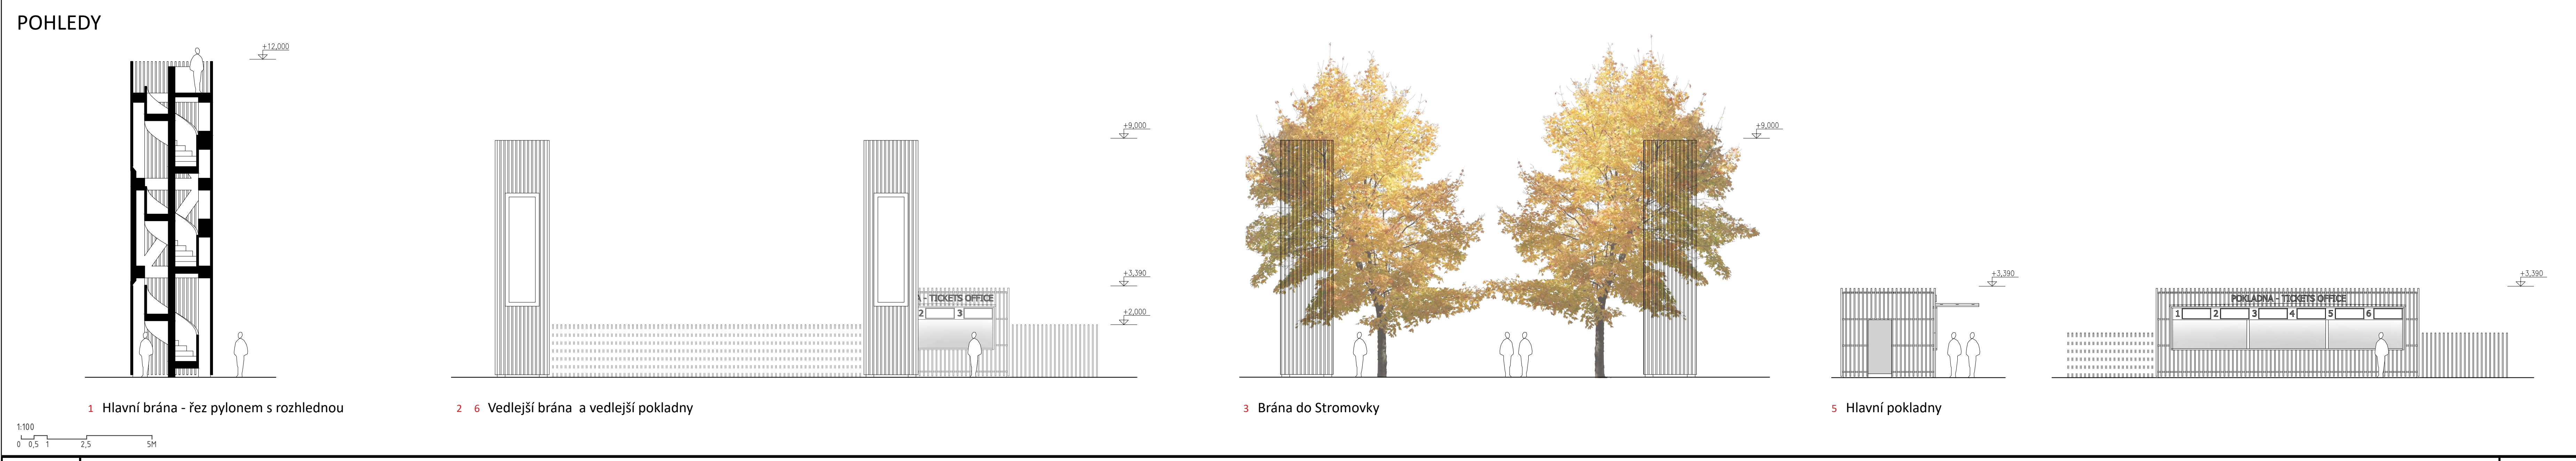 POHLEDY
+12,000
+9,000
+3,390
+2,000
- TICKETS OFFICE
2 3
+9,000
+3,390
+3,390
POKLADNA - TICKETS OFFICE
1 2 3 4 5 6
1 Hlavní brána - řez pylonem s rozhlednou
2 6 Vedlejší brána a vedlejší pokladny
3 Brána do Stromovky
5 Hlavní pokladny
1:100
0 0,5 1 2,5 5M